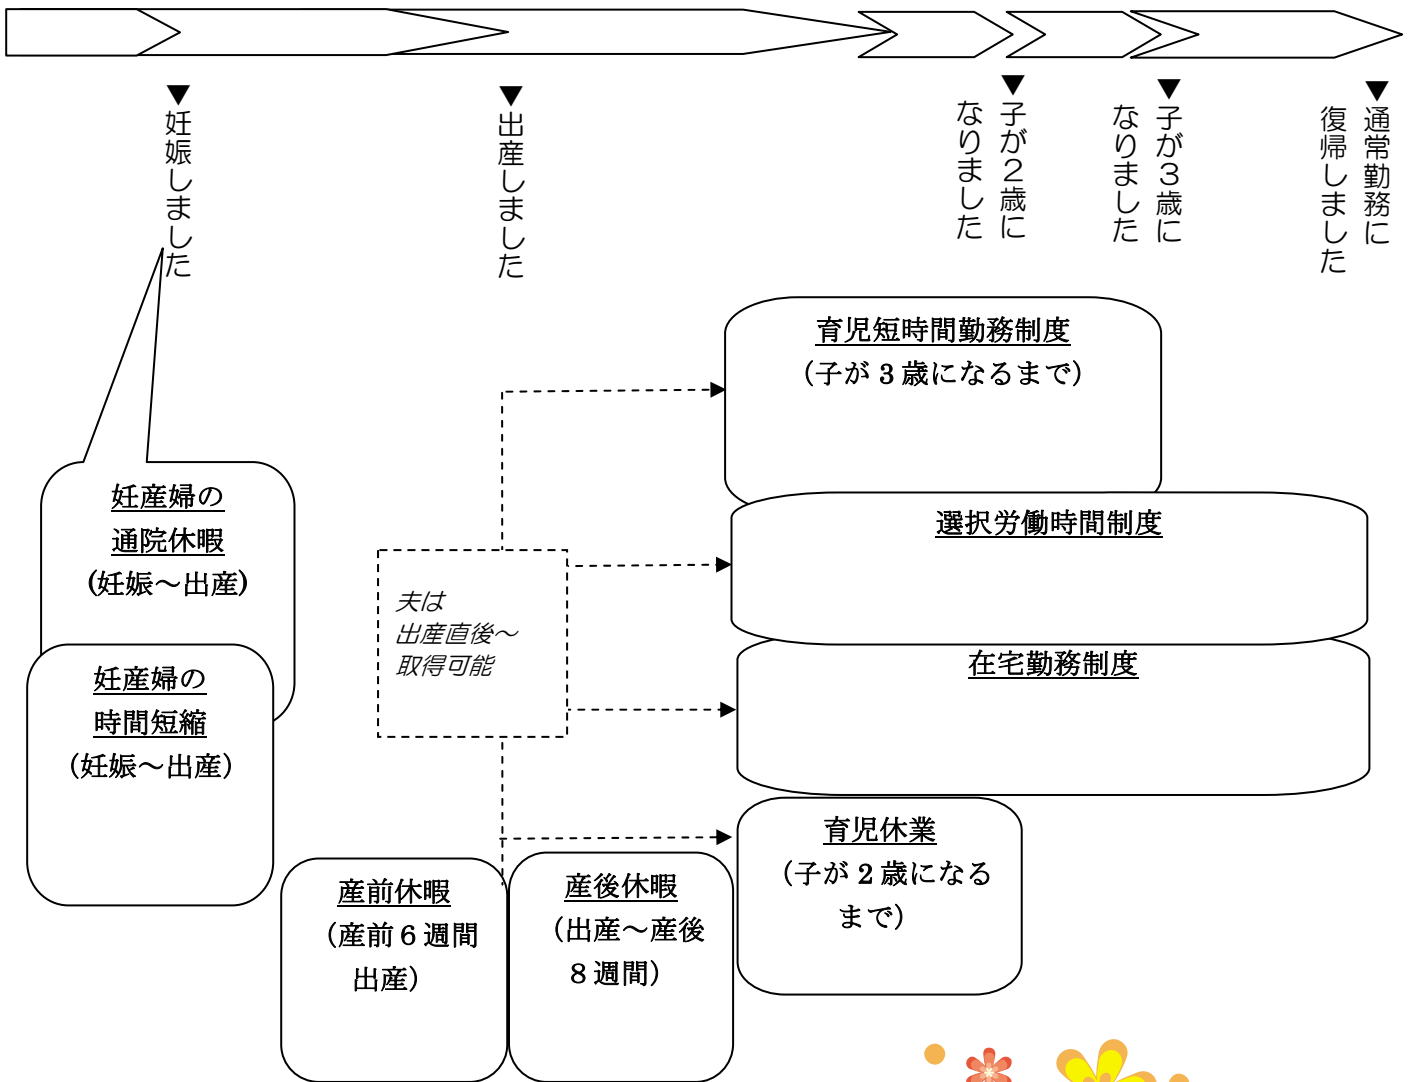 ▼妊娠しました
▼出産しました
▼子が２歳に
なりました
▼子が３歳に
なりました
▼通常勤務に
復帰しました
育児短時間勤務制度
（子が 3 歳になるまで）
選択労働時間制度
在宅勤務制度
妊産婦の
通院休暇
(妊娠～出産)
妊産婦の
時間短縮
（妊娠～出産）
夫は
出産直後～
取得可能
産前休暇
（産前６週間
出産）
産後休暇
（出産～産後
８週間）
育児休業
（子が 2 歳になる
まで）